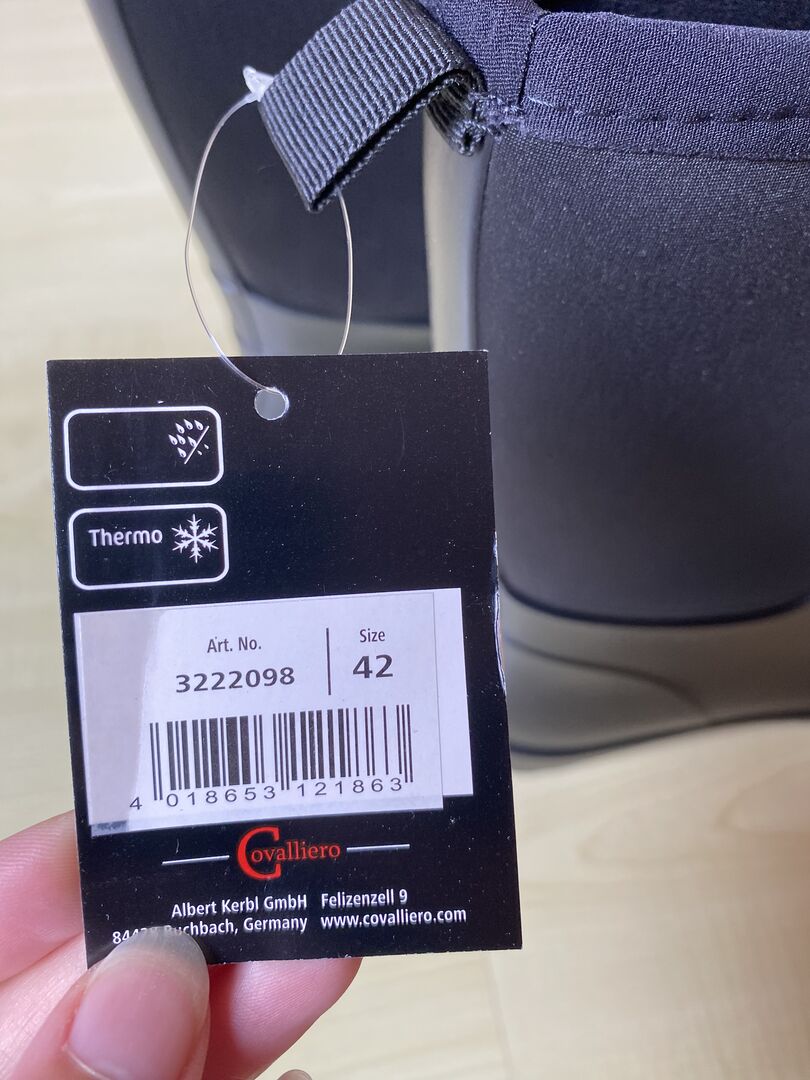 Thermo
Art. No.
3222098
Size
42
4 018653 121863
Covalliero
Albert Kerbl GmbH Felizenzell 9
Buchbach, Germany www.covalliero.com